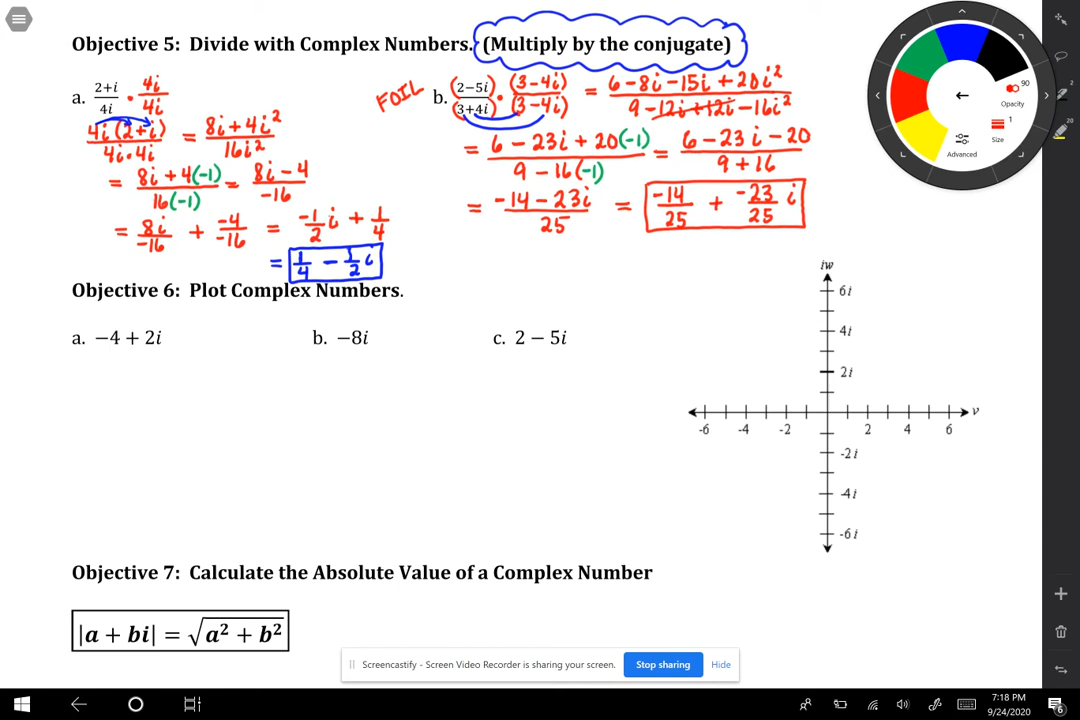 Objective 5: Divide with Complex Numbers. (Multiply by the conjugate)
a. (2+i)/(4i) · 4i/4i
(4i(2+i))/(4i·4i) = (8i+4i²)/(16i²)
= (8i+4(-1))/(16(-1)) = (8i-4)/(-16)
= 8i/-16 + -4/-16 = -1/2 i + 1/4
= 1/4 - 1/2 i
FOIL
b. (2−5i)/(3+4i) · (3-4i)/(3-4i) = (6-8i-15i+20i²)/(9-12i+12i-16i²)
= (6-23i+20(-1))/(9-16(-1)) = (6-23i-20)/(9+16)
= (-14-23i)/25 = -14/25 + -23/25 i
Objective 6: Plot Complex Numbers.
a. −4 + 2i
b. −8i
c. 2 − 5i
iw
6i
4i
2i
v
-6 -4 -2 2 4 6
-2i
-4i
-6i
Objective 7: Calculate the Absolute Value of a Complex Number
|a + bi| = √(a² + b²)
90
Opacity
1
Size
Advanced
2
20
Screencastify - Screen Video Recorder is sharing your screen.
Stop sharing
Hide
7:18 PM
9/24/2020
6